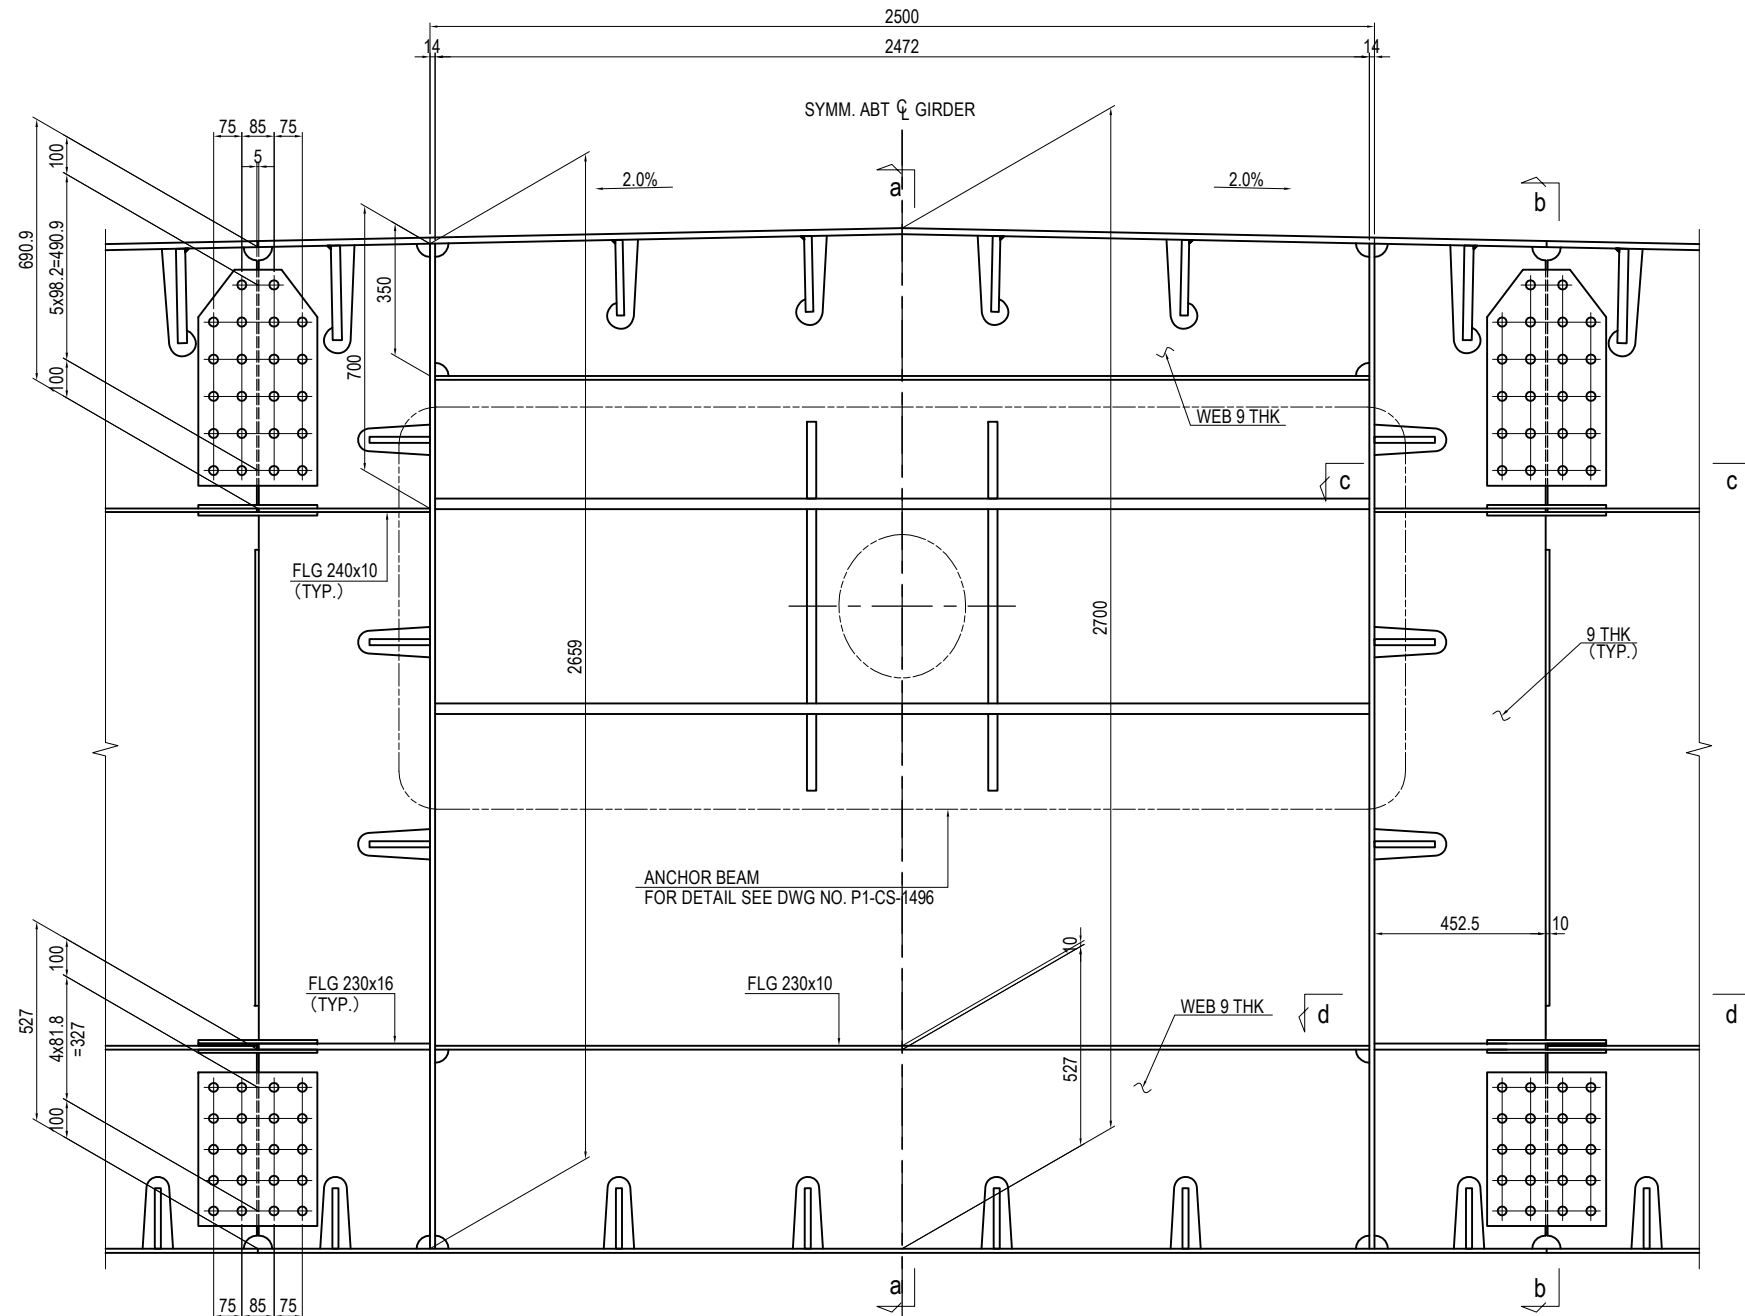 2500
14
2472
14
SYMM. ABT ℄ GIRDER
75
85
75
5
2.0%
2.0%
a
b
100
5x98.2=490.9
690.9
100
350
700
WEB 9 THK
c
c
FLG 240x10
(TYP.)
2659
2700
9 THK
(TYP.)
ANCHOR BEAM
FOR DETAIL SEE DWG NO. P1-CS-1496
452.5
10
10
100
4x81.8
=327
527
100
FLG 230x16
(TYP.)
FLG 230x10
WEB 9 THK
d
d
527
a
b
75
85
75